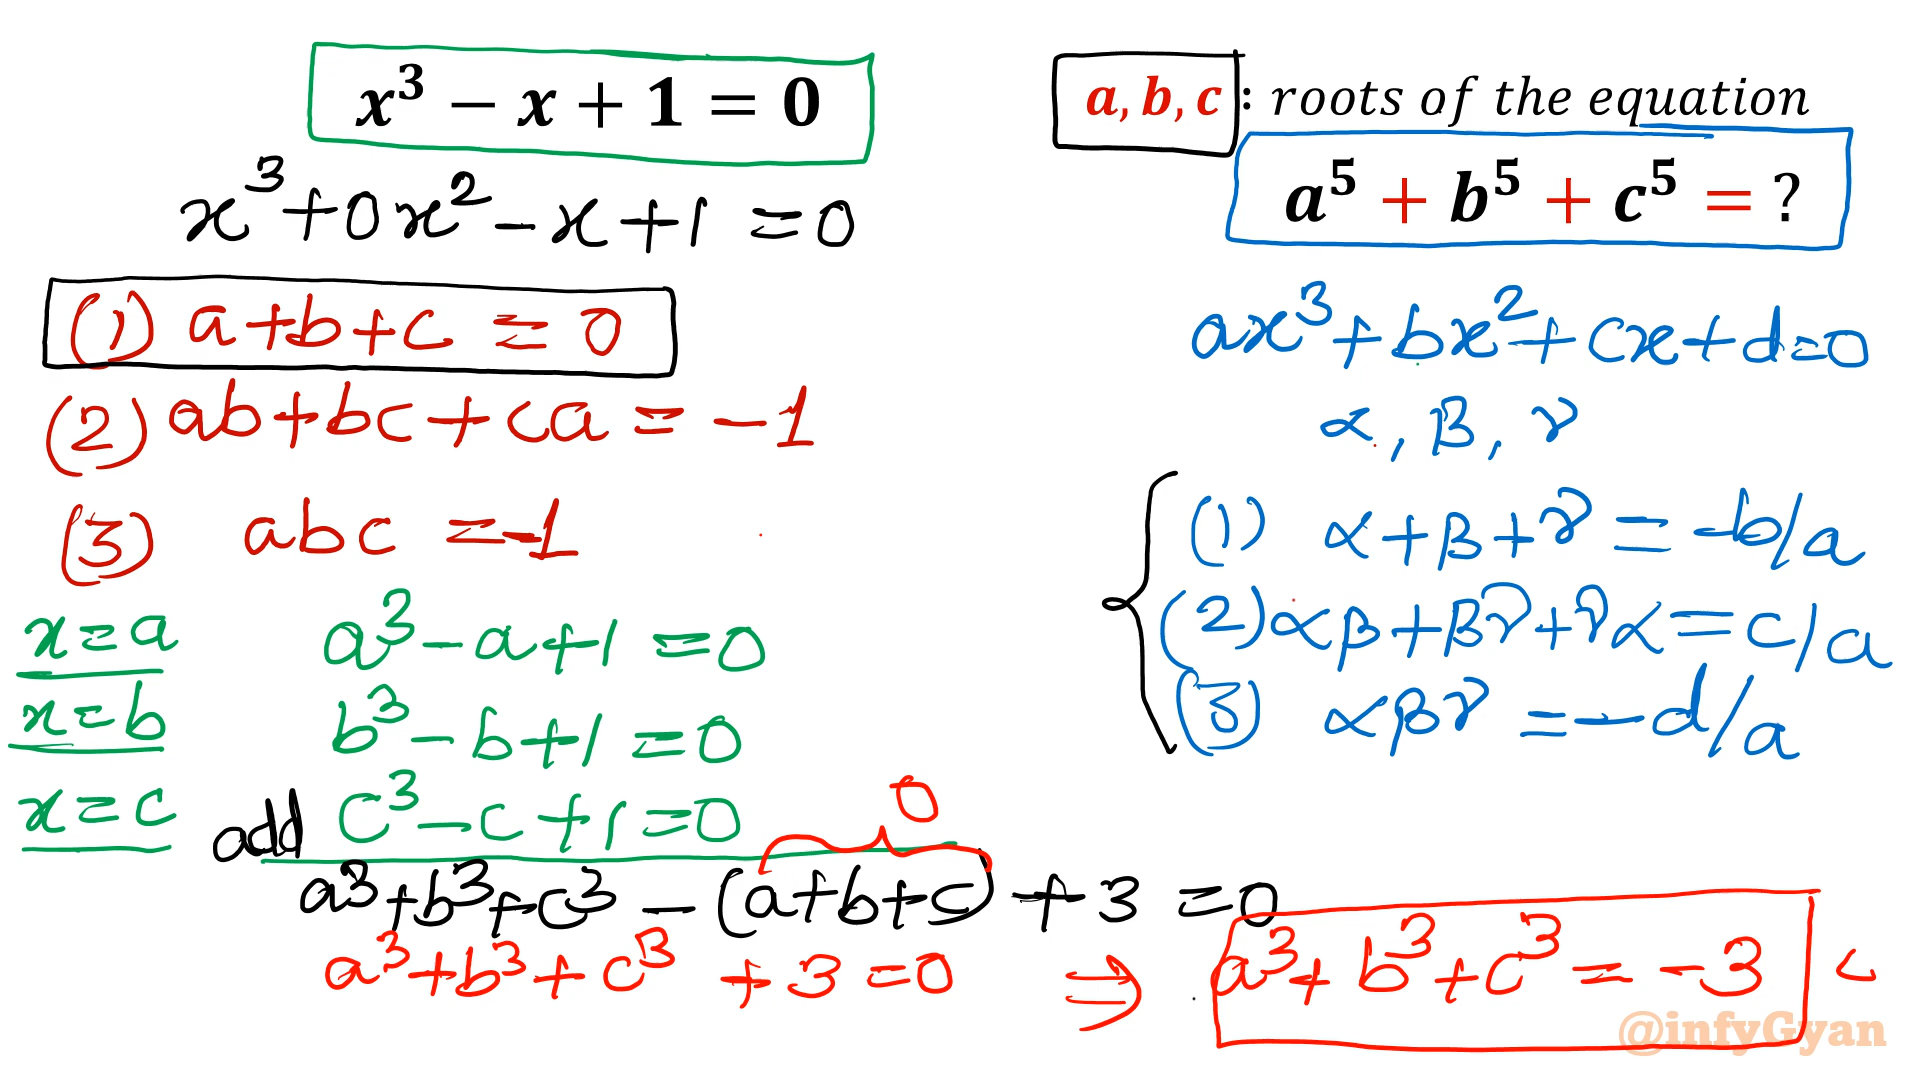 x³ − x + 1 = 0
x³ + 0x² − x + 1 = 0
(1) a + b + c = 0
(2) ab + bc + ca = −1
(3) abc = −1
x = a a³ − a + 1 = 0
x = b b³ − b + 1 = 0
x = c add c³ − c + 1 = 0
0
a³ + b³ + c³ − (a + b + c) + 3 = 0
a³ + b³ + c³ + 3 = 0 ⇒ a³ + b³ + c³ = −3
a, b, c : roots of the equation
a⁵ + b⁵ + c⁵ = ?
ax³ + bx² + cx + d = 0
α, β, γ
(1) α + β + γ = −b/a
(2) αβ + βγ + γα = c/a
(3) αβγ = −d/a
@infyGyan